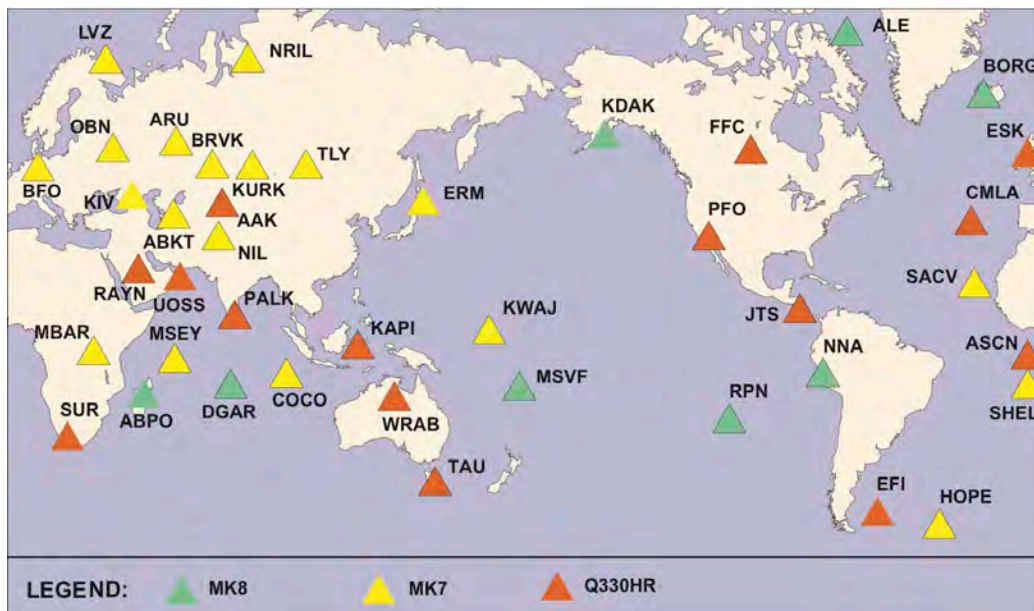 LVZ
NRIL
ALE
BORG
KDAK
FFC
ESK
OBN
ARU
BRVK
TLY
BFO
KURK
KIV
AAK
ERM
PFO
CMLA
ABKT
NIL
RAYN
UOSS
PALK
SACV
JTS
MBAR
MSEY
KAPI
KWAJ
NNA
ASCN
MSVF
RPN
SHEL
SUR
ABPO
DGAR
COCO
WRAB
TAU
EFI
HOPE
LEGEND: MK8 MK7 Q330HR